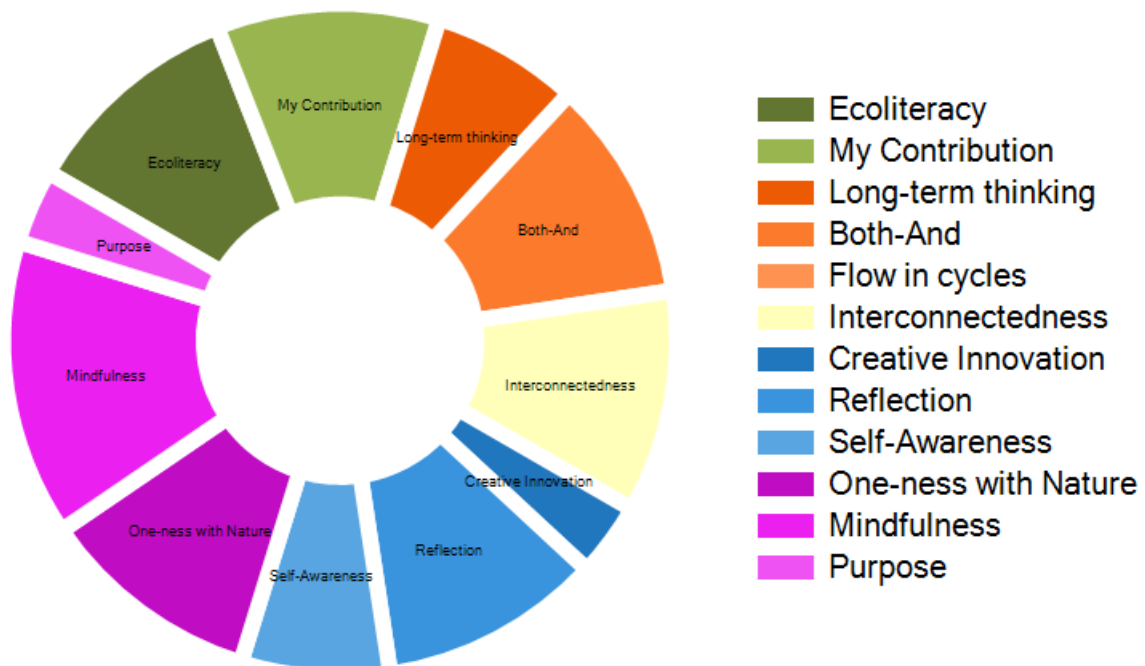 My Contribution
Long-term thinking
Ecoliteracy
Both-And
Purpose
Mindfulness
Interconnectedness
Creative Innovation
One-ness with Nature
Reflection
Self-Awareness
Ecoliteracy
My Contribution
Long-term thinking
Both-And
Flow in cycles
Interconnectedness
Creative Innovation
Reflection
Self-Awareness
One-ness with Nature
Mindfulness
Purpose